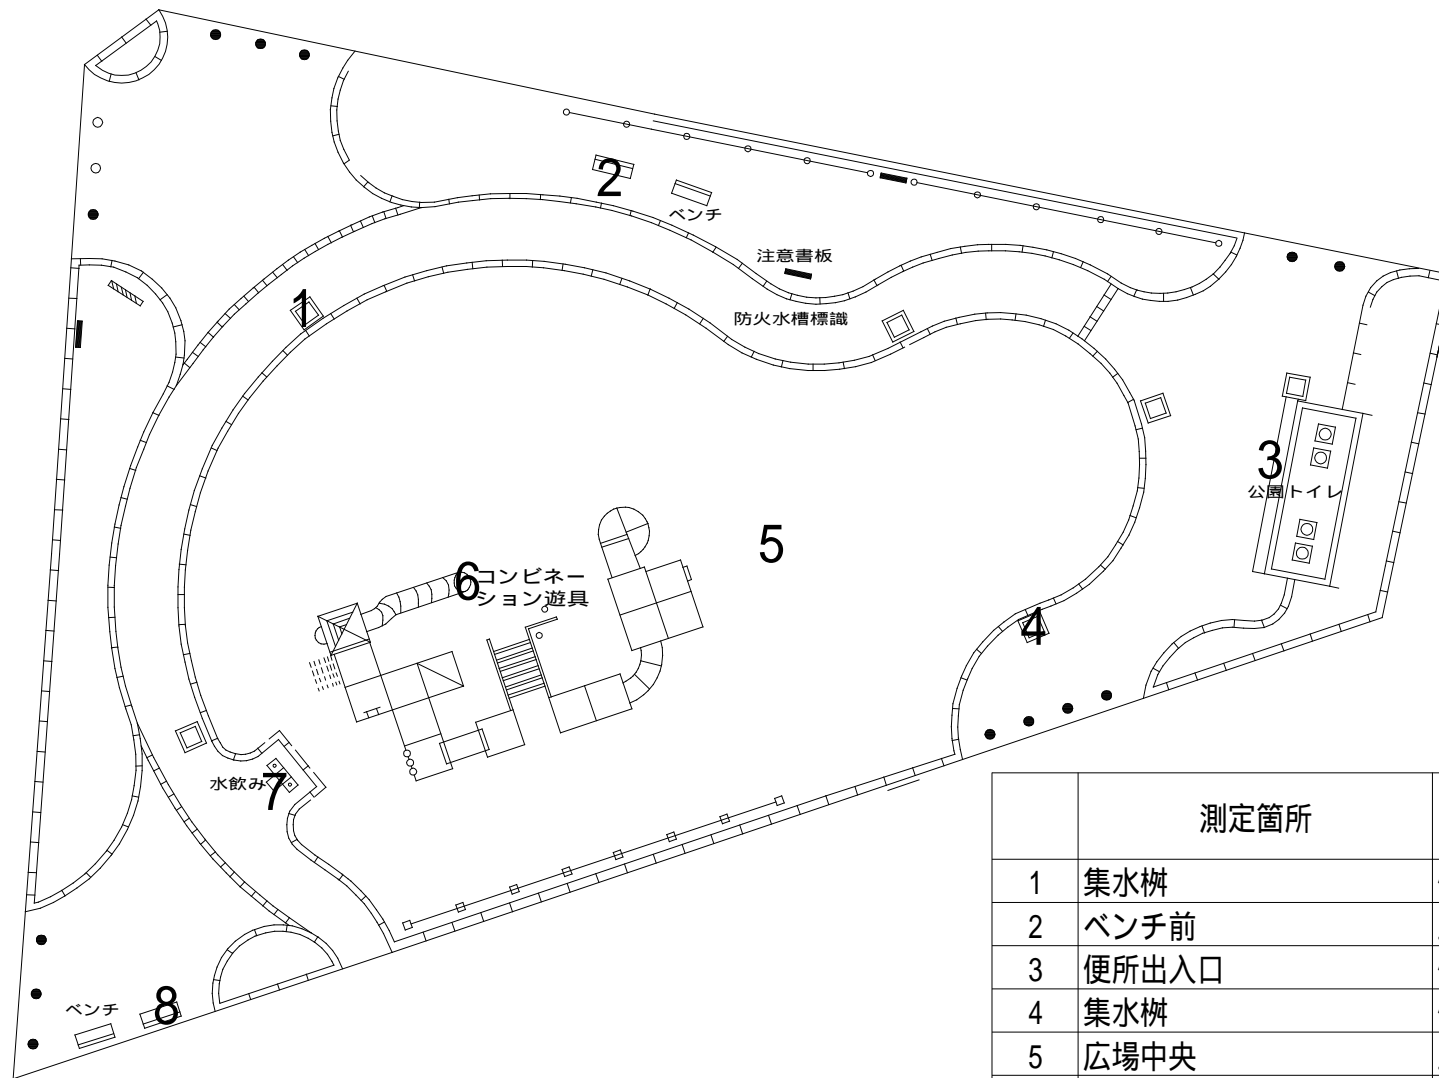 2
ベンチ
注意書板
1
防火水槽標識
3
公園トイレ
5
6
コンビネー
ション遊具
4
水飲み
7
ベンチ
8
測定箇所
1 集水桝
2 ベンチ前
3 便所出入口
4 集水桝
5 広場中央